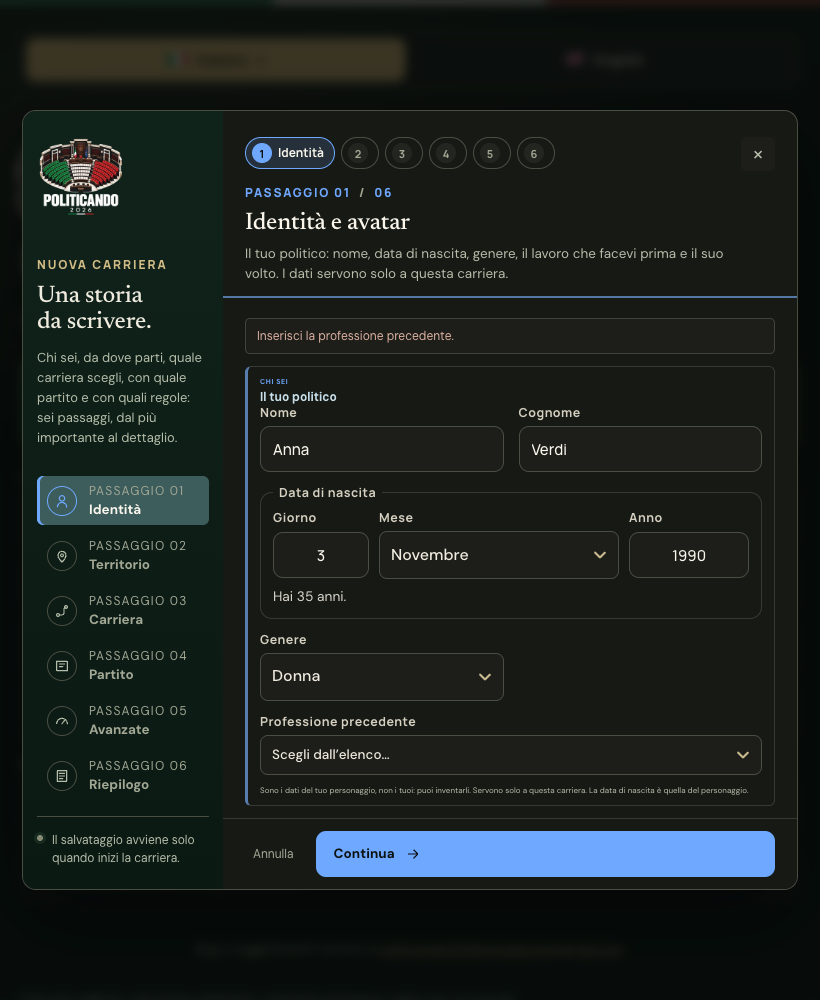 POLITICANDO
2026
NUOVA CARRIERA
Una storia
da scrivere.
Chi sei, da dove parti, quale
carriera scegli, con quale
partito e con quali regole:
sei passaggi, dal più
importante al dettaglio.
PASSAGGIO 01
Identità
PASSAGGIO 02
Territorio
PASSAGGIO 03
Carriera
PASSAGGIO 04
Partito
PASSAGGIO 05
Avanzate
PASSAGGIO 06
Riepilogo
Il salvataggio avviene solo
quando inizi la carriera.
1 Identità 2 3 4 5 6 ×
PASSAGGIO 01 / 06
Identità e avatar
Il tuo politico: nome, data di nascita, genere, il lavoro che facevi prima e il suo
volto. I dati servono solo a questa carriera.
Inserisci la professione precedente.
CHI SEI
Il tuo politico
Nome Cognome
Anna Verdi
Data di nascita
Giorno Mese Anno
3 Novembre 1990
Hai 35 anni.
Genere
Donna
Professione precedente
Scegli dall'elenco...
Sono i dati del tuo personaggio, non i tuoi: puoi inventarli. Servono solo a questa carriera. La data di nascita è quella del personaggio.
Annulla Continua →